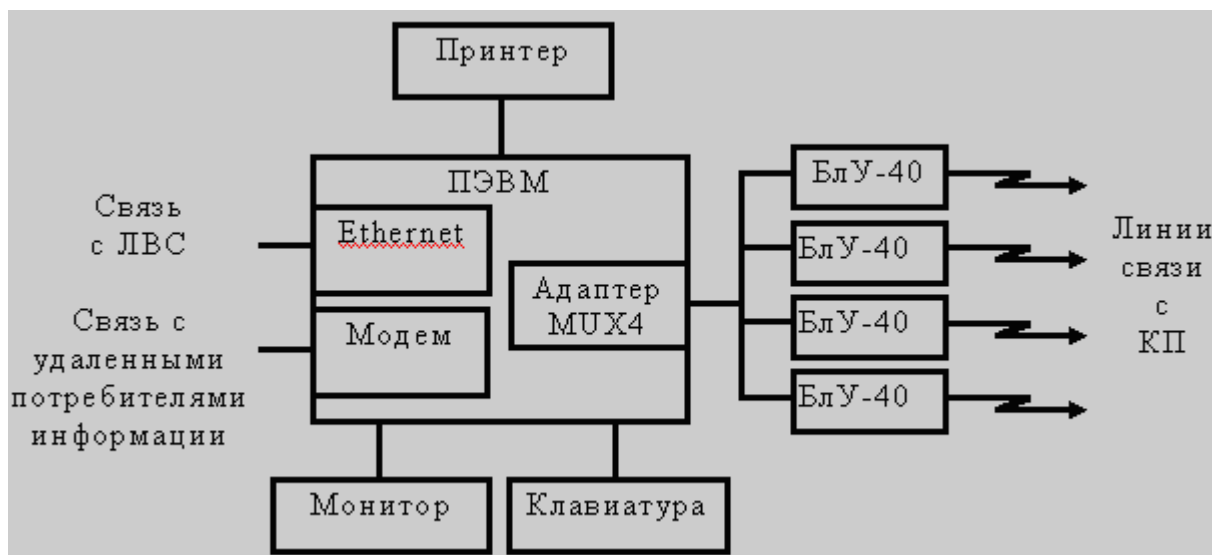 Принтер
ПЭВМ
Связь
с ЛВС
Ethernet
Связь с
удаленными
потребителями
информации
Модем
Адаптер
MUX4
БлУ-40
БлУ-40
БлУ-40
БлУ-40
Линии
связи
с
КП
Монитор
Клавиатура